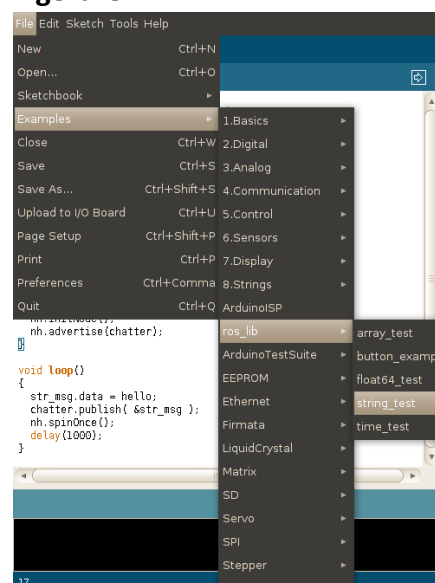 File Edit Sketch Tools Help
New Ctrl+N
Open... Ctrl+O
Sketchbook
Examples
Close Ctrl+W
Save Ctrl+S
Save As... Ctrl+Shift+S
Upload to I/O Board Ctrl+U
Page Setup Ctrl+Shift+P
Print Ctrl+P
Preferences Ctrl+Comma
Quit Ctrl+Q
1.Basics
2.Digital
3.Analog
4.Communication
5.Control
6.Sensors
7.Display
8.Strings
ArduinoISP
ros_lib
ArduinoTestSuite
EEPROM
Ethernet
Firmata
LiquidCrystal
Matrix
SD
Servo
SPI
Stepper
array_test
button_examp
float64_test
string_test
time_test
nh.initNode();
nh.advertise(chatter);
}
void loop()
{
str_msg.data = hello;
chatter.publish( &str_msg );
nh.spinOnce();
delay(1000);
}
17